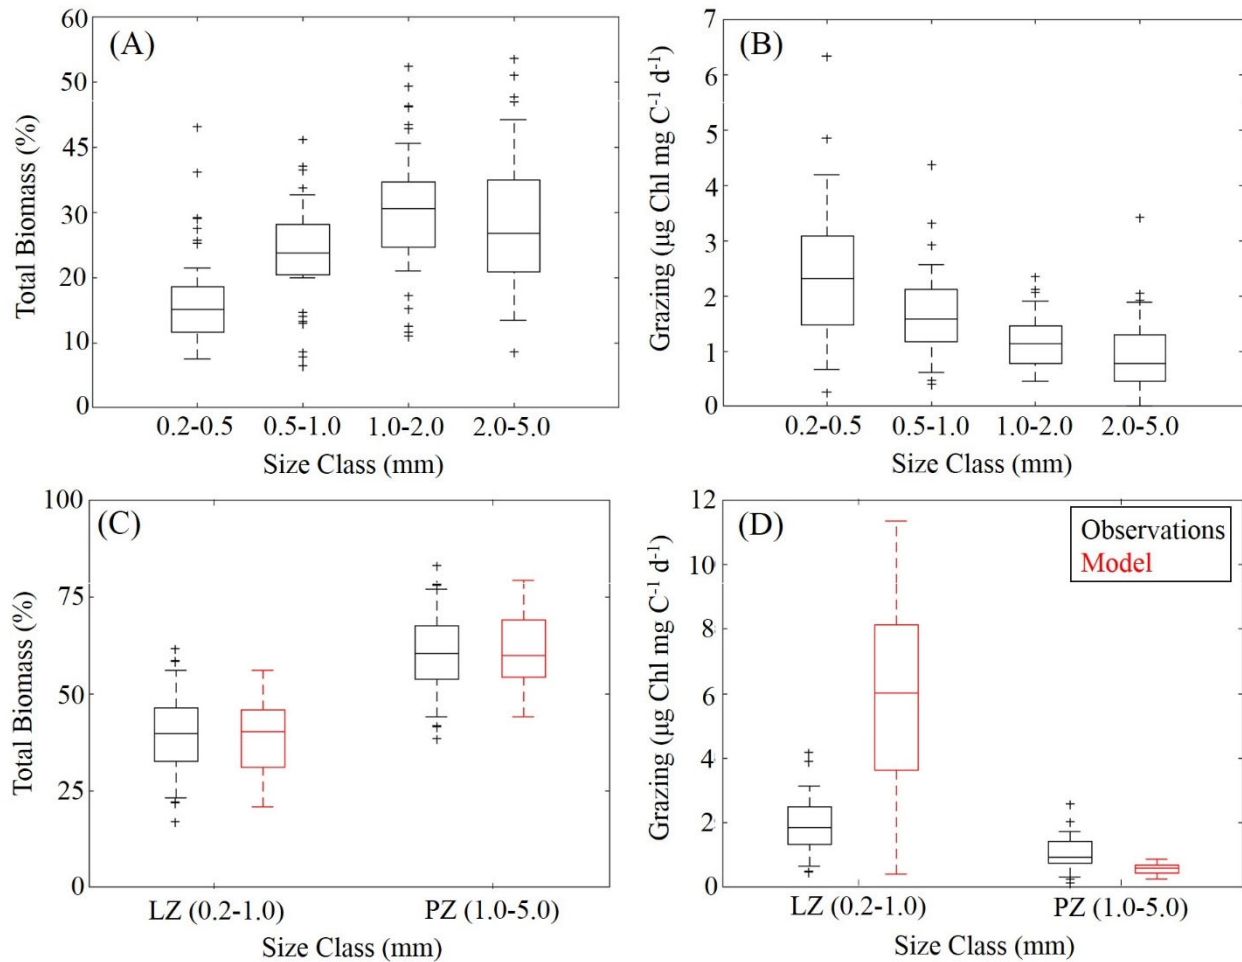 (A)
60
50
45
30
20
10
0
Total Biomass (%)
0.2-0.5 0.5-1.0 1.0-2.0 2.0-5.0
Size Class (mm)
(B)
7
6
5
4
3
2
1
0
Grazing (µg Chl mg C-1 d-1)
0.2-0.5 0.5-1.0 1.0-2.0 2.0-5.0
Size Class (mm)
(C)
100
75
50
25
0
Total Biomass (%)
LZ (0.2-1.0) PZ (1.0-5.0)
Size Class (mm)
(D)
12
10
8
6
4
2
0
Grazing (µg Chl mg C-1 d-1)
Observations
Model
LZ (0.2-1.0) PZ (1.0-5.0)
Size Class (mm)